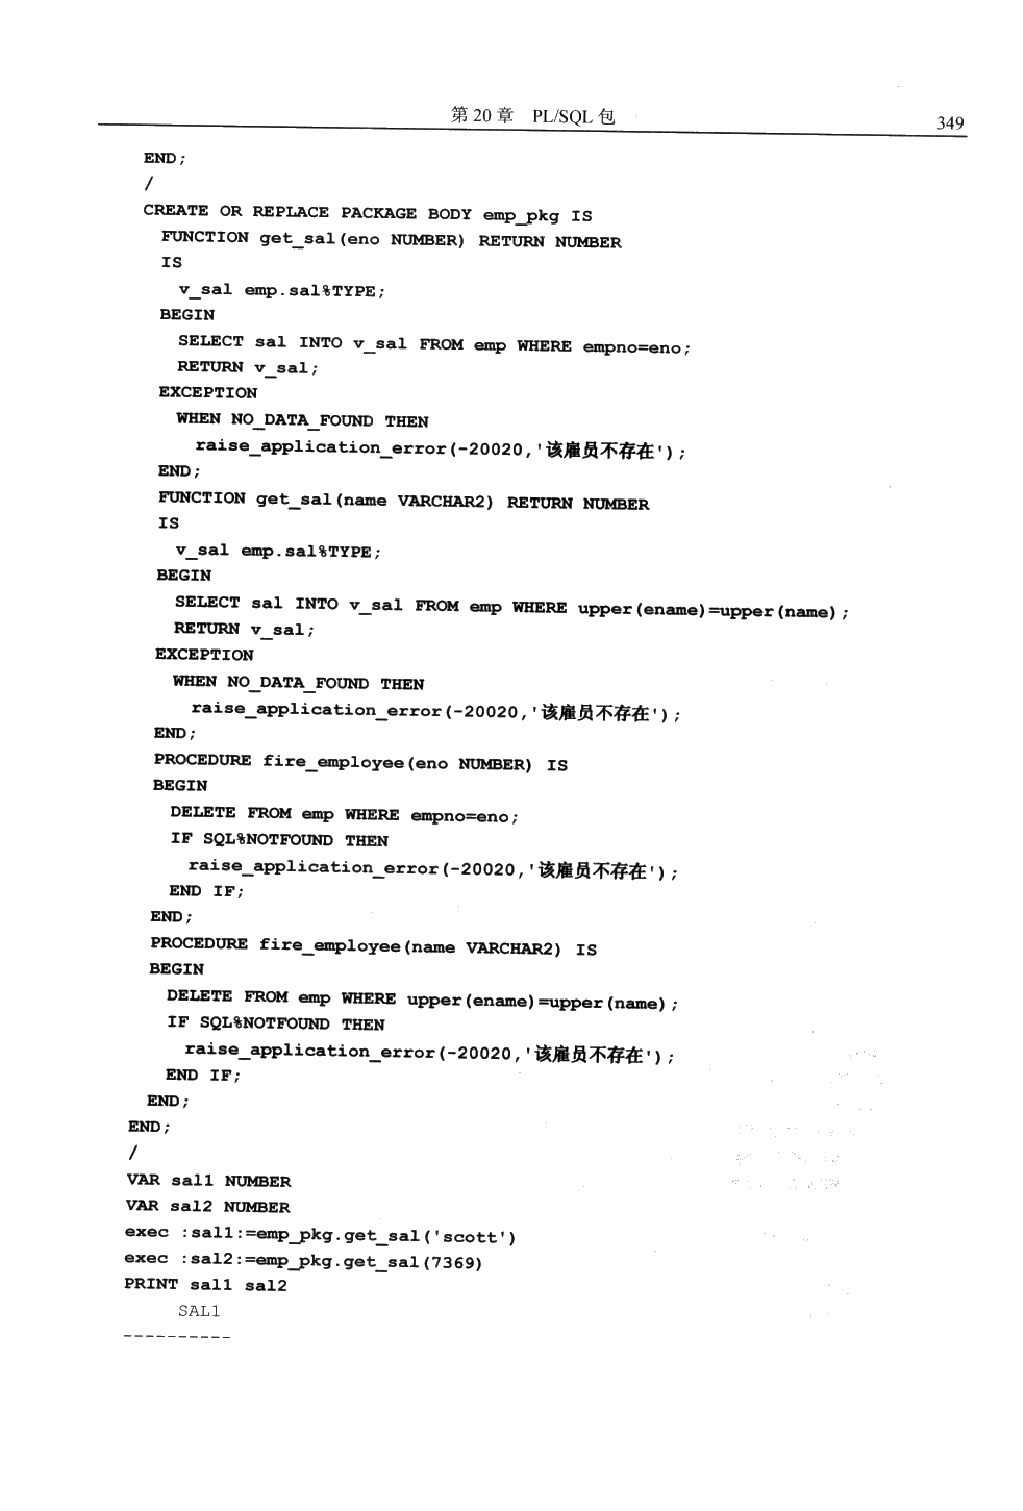 第 20 章 PL/SQL 包
349
END;
/
CREATE OR REPLACE PACKAGE BODY emp_pkg IS
FUNCTION get_sal(eno NUMBER) RETURN NUMBER
IS
v_sal emp.sal%TYPE;
BEGIN
SELECT sal INTO v_sal FROM emp WHERE empno=eno;
RETURN v_sal;
EXCEPTION
WHEN NO_DATA_FOUND THEN
raise_application_error(-20020,'该雇员不存在');
END;
FUNCTION get_sal(name VARCHAR2) RETURN NUMBER
IS
v_sal emp.sal%TYPE;
BEGIN
SELECT sal INTO v_sal FROM emp WHERE upper(ename)=upper(name);
RETURN v_sal;
EXCEPTION
WHEN NO_DATA_FOUND THEN
raise_application_error(-20020,'该雇员不存在');
END;
PROCEDURE fire_employee(eno NUMBER) IS
BEGIN
DELETE FROM emp WHERE empno=eno;
IF SQL%NOTFOUND THEN
raise_application_error(-20020,'该雇员不存在');
END IF;
END;
PROCEDURE fire_employee(name VARCHAR2) IS
BEGIN
DELETE FROM emp WHERE upper(ename)=upper(name);
IF SQL%NOTFOUND THEN
raise_application_error(-20020,'该雇员不存在');
END IF;
END;
END;
/
VAR sal1 NUMBER
VAR sal2 NUMBER
exec :sal1:=emp_pkg.get_sal('scott')
exec :sal2:=emp_pkg.get_sal(7369)
PRINT sal1 sal2
SAL1
----------